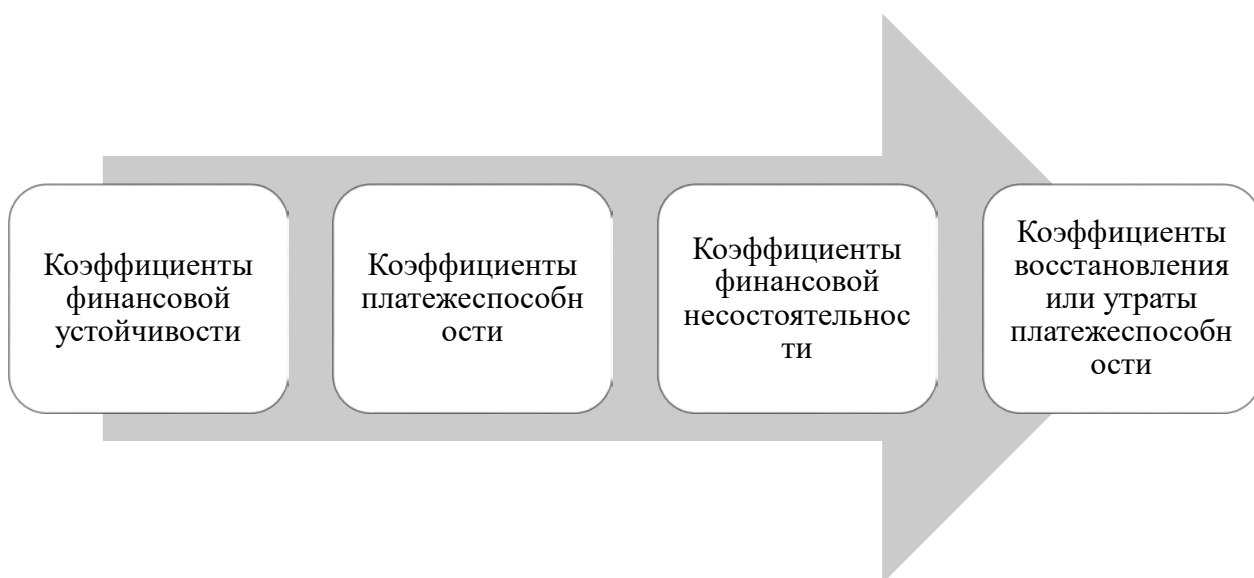 Коэффициенты
финансовой
устойчивости
Коэффициенты
платежеспособн
ости
Коэффициенты
финансовой
несостоятельнос
ти
Коэффициенты
восстановления
или утраты
платежеспособн
ости